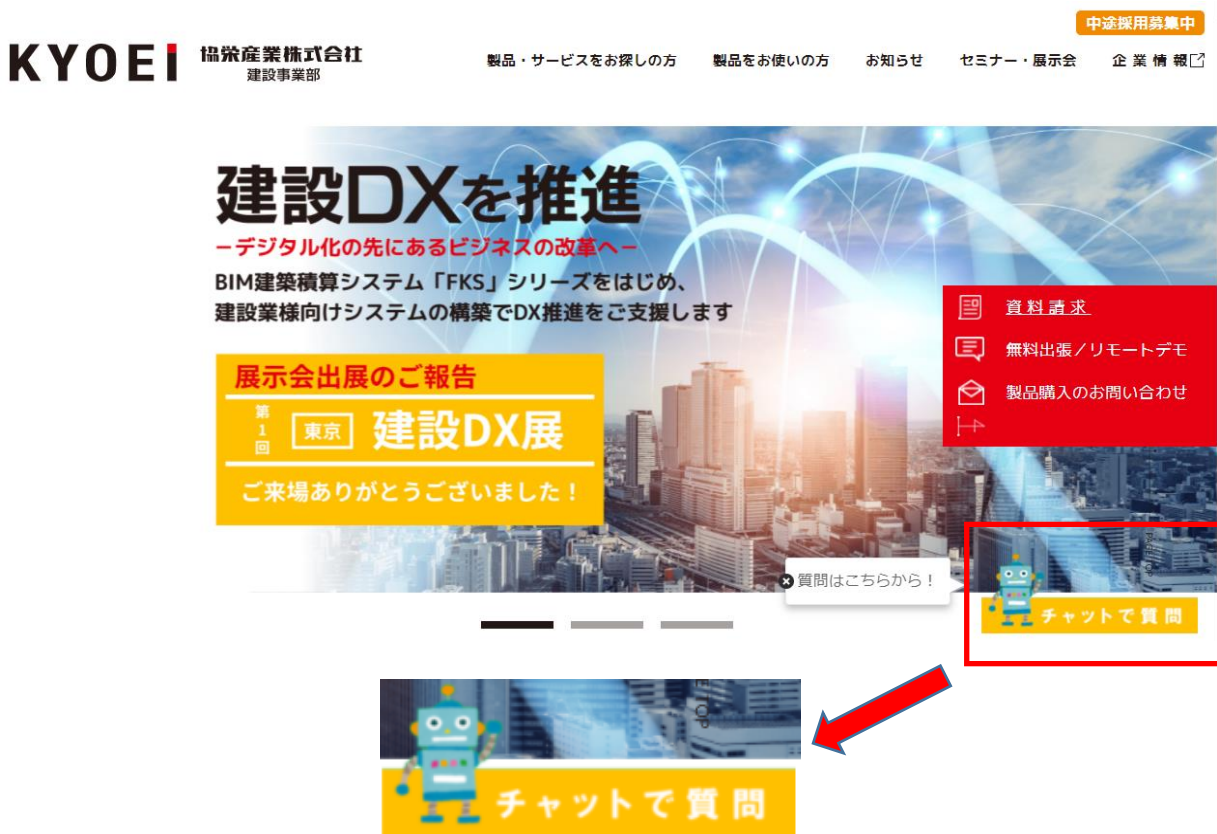 中途採用募集中
KYOEI 協栄産業株式会社
建設事業部
製品・サービスをお探しの方 製品をお使いの方 お知らせ セミナー・展示会 企業情報
建設DXを推進
－デジタル化の先にあるビジネスの改革へ－
BIM建築積算システム「FKS」シリーズをはじめ、
建設業様向けシステムの構築でDX推進をご支援します
資料請求
無料出張/リモートデモ
製品購入のお問い合わせ
展示会出展のご報告
第1回 東京 建設DX展
ご来場ありがとうございました！
質問はこちらから！
チャットで質問
E TOP
チャットで質問